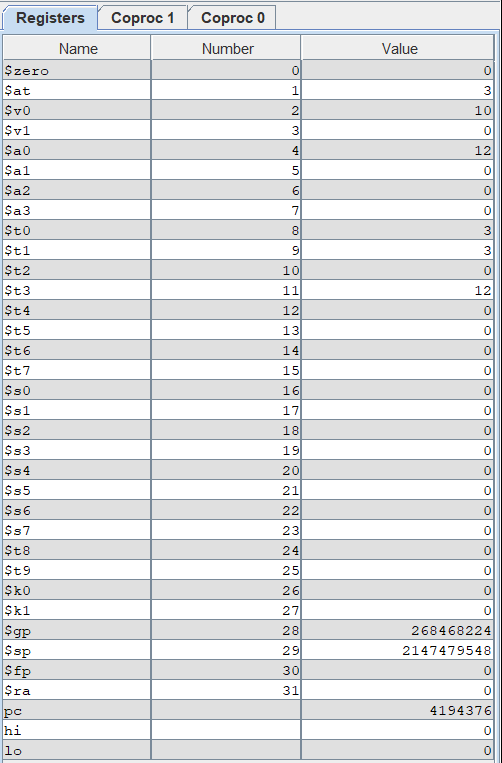 Registers Coproc 1 Coproc 0
Name Number Value
$zero 0 0
$at 1 3
$v0 2 10
$v1 3 0
$a0 4 12
$a1 5 0
$a2 6 0
$a3 7 0
$t0 8 3
$t1 9 3
$t2 10 0
$t3 11 12
$t4 12 0
$t5 13 0
$t6 14 0
$t7 15 0
$s0 16 0
$s1 17 0
$s2 18 0
$s3 19 0
$s4 20 0
$s5 21 0
$s6 22 0
$s7 23 0
$t8 24 0
$t9 25 0
$k0 26 0
$k1 27 0
$gp 28 268468224
$sp 29 2147479548
$fp 30 0
$ra 31 0
pc 4194376
hi 0
lo 0